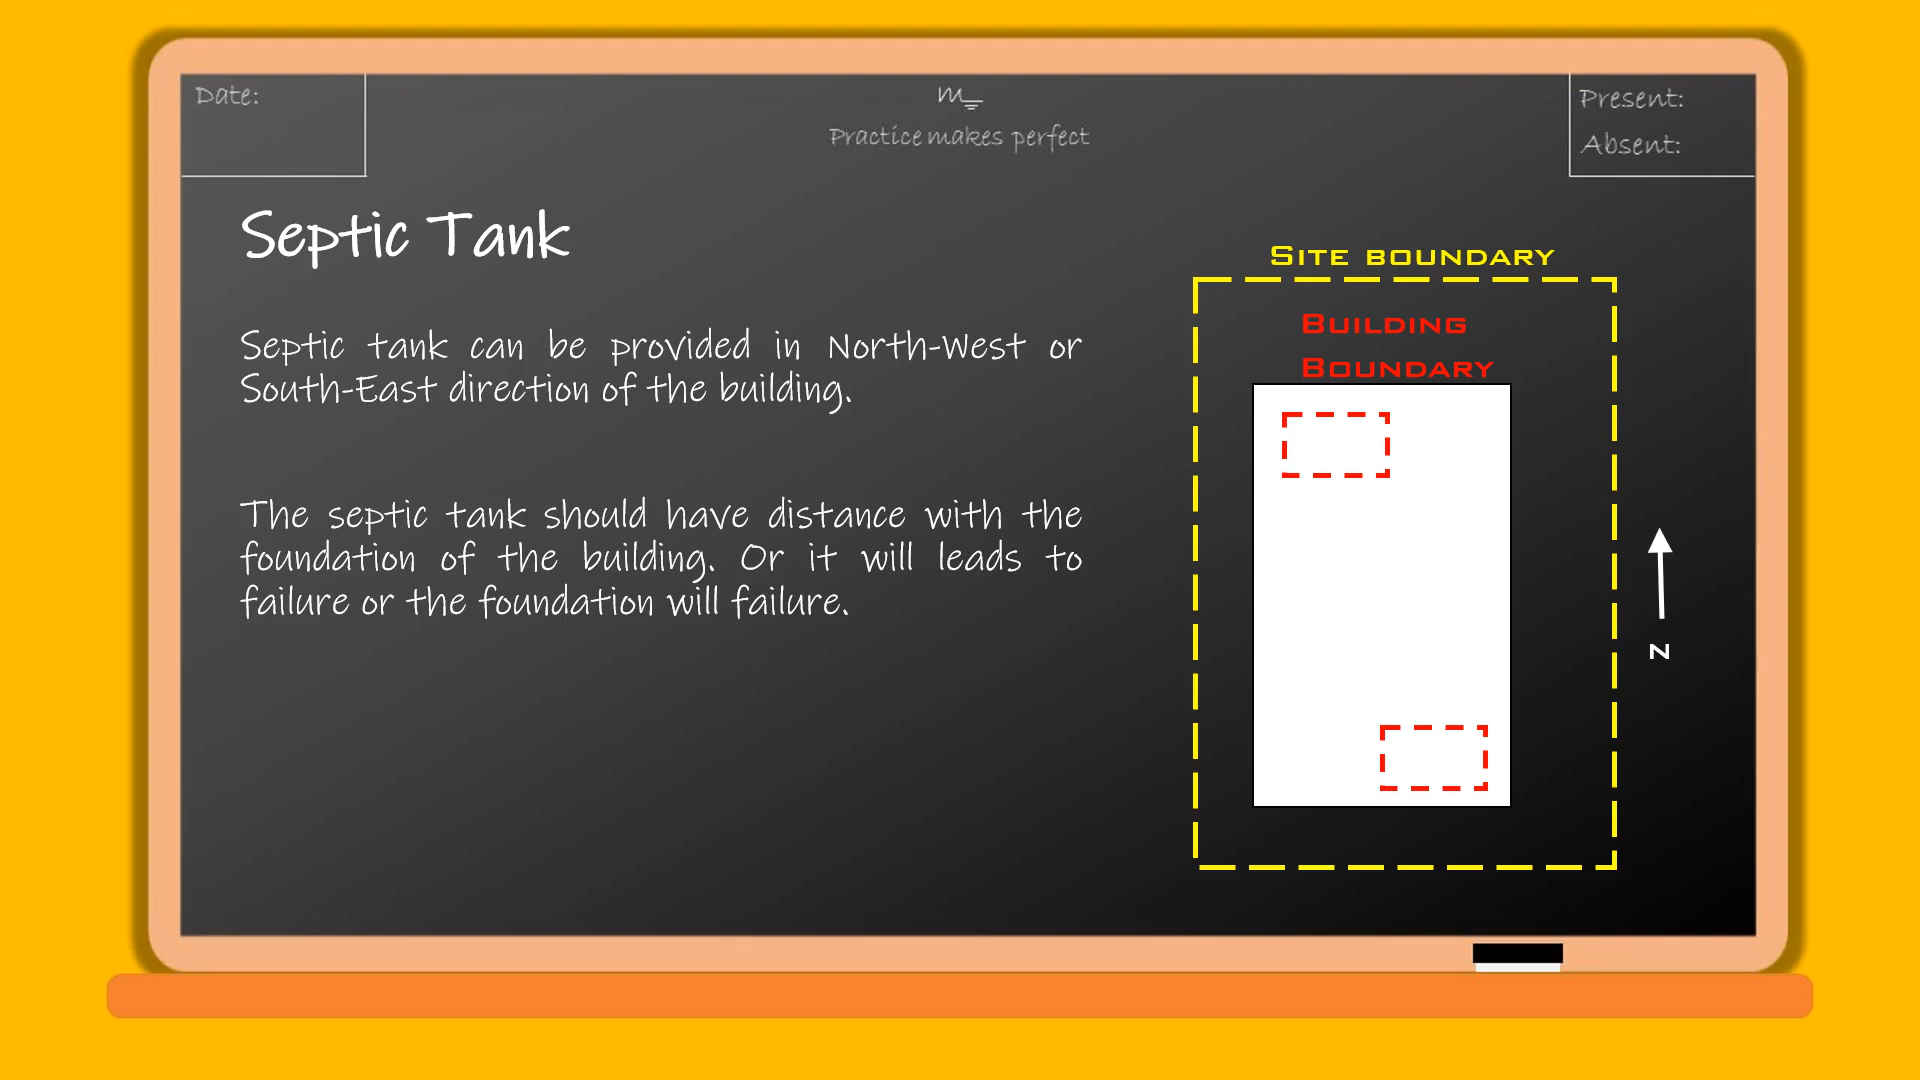 Date:
m
Practice makes perfect
Present:
Absent:
Septic Tank
Septic tank can be provided in North-West or
South-East direction of the building.
The septic tank should have distance with the
foundation of the building. Or it will leads to
failure or the foundation will failure.
SITE BOUNDARY
BUILDING
BOUNDARY
N